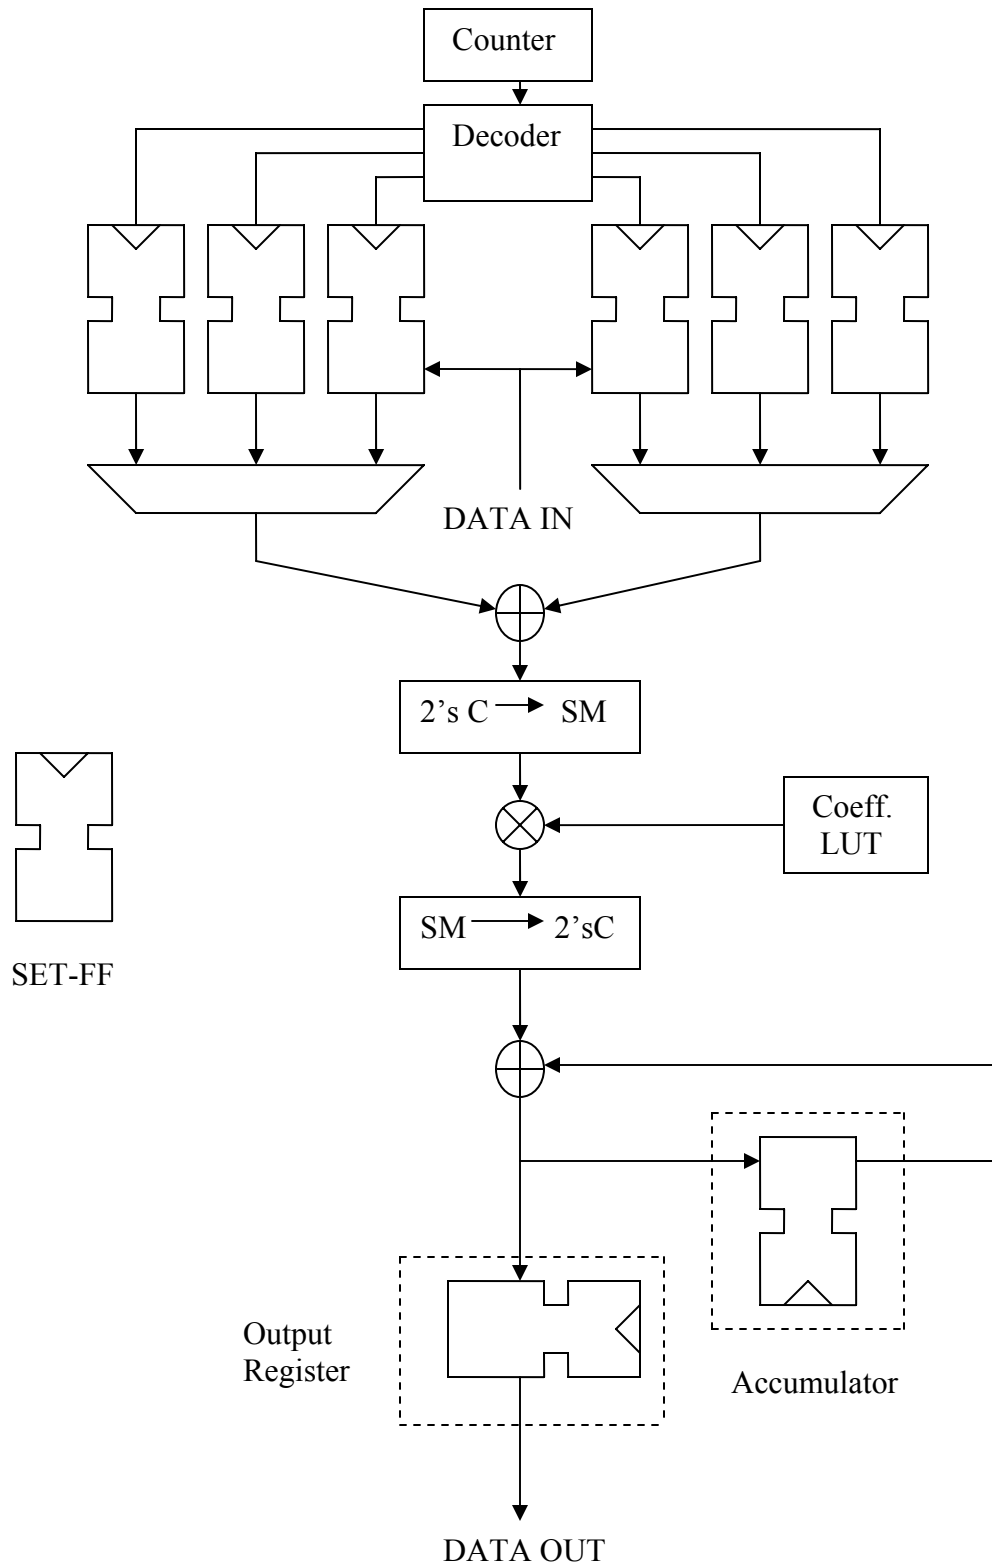 Counter
Decoder
DATA IN
2's C SM
Coeff.
LUT
SM 2'sC
SET-FF
Output
Register
Accumulator
DATA OUT